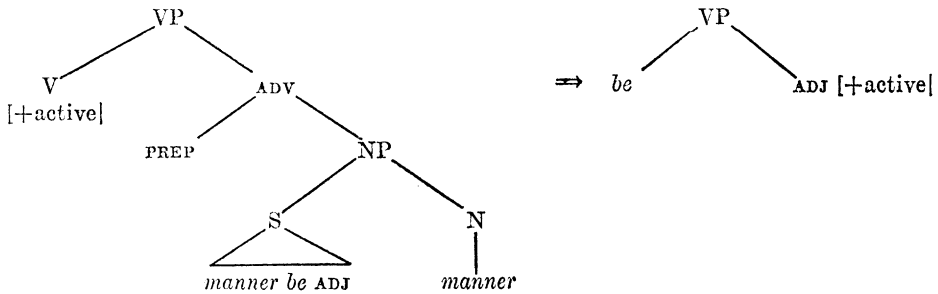 VP VP
V ADV ⇒ be ADJ [+active|
[+active|
PREP NP
S N
manner be ADJ manner